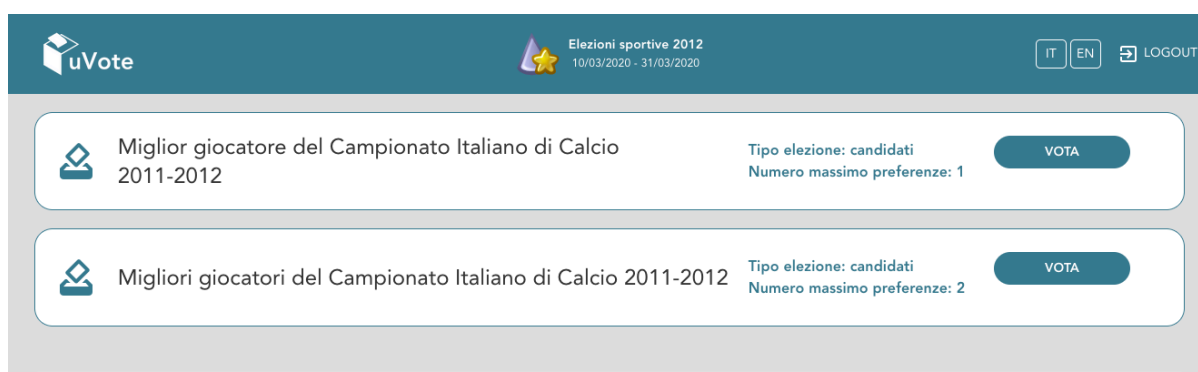 uVote
Elezioni sportive 2012
10/03/2020 - 31/03/2020
IT EN LOGOUT
Miglior giocatore del Campionato Italiano di Calcio
2011-2012
Tipo elezione: candidati
Numero massimo preferenze: 1
VOTA
Migliori giocatori del Campionato Italiano di Calcio 2011-2012
Tipo elezione: candidati
Numero massimo preferenze: 2
VOTA